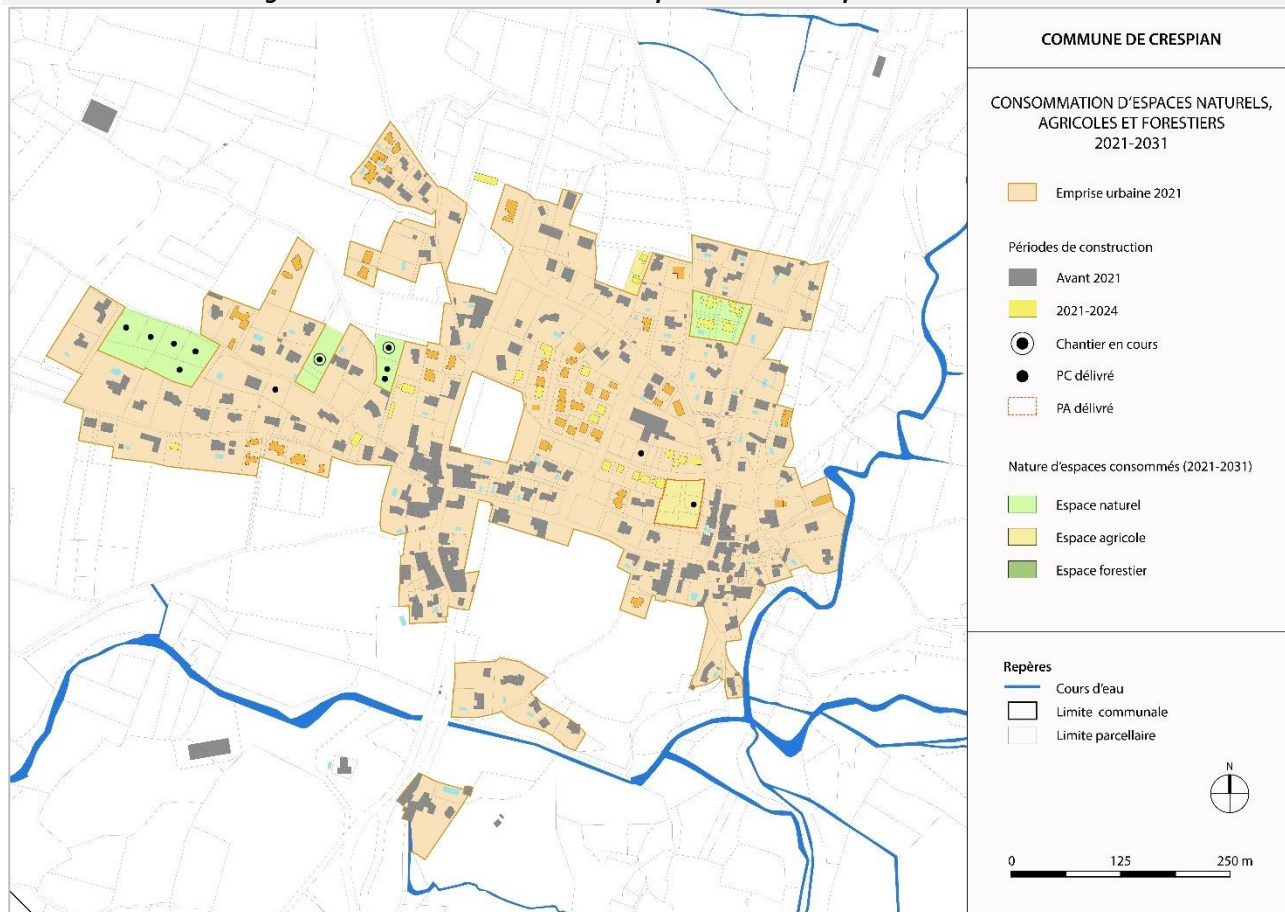 COMMUNE DE CRESPIAN
CONSOMMATION D'ESPACES NATURELS,
AGRICOLES ET FORESTIERS
2021-2031
Emprise urbaine 2021
Périodes de construction
Avant 2021
2021-2024
Chantier en cours
PC délivré
PA délivré
Nature d'espaces consommés (2021-2031)
Espace naturel
Espace agricole
Espace forestier
Repères
Cours d'eau
Limite communale
Limite parcellaire
N
0 125 250 m